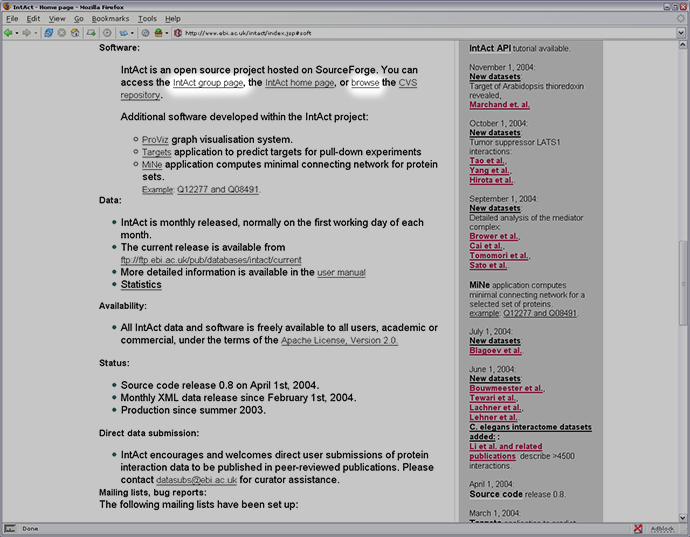 IntAct - Home page - Mozilla Firefox
File Edit View Go Bookmarks Tools Help
http://www.ebi.ac.uk/intact/index.jsp#soft
Software:
IntAct is an open source project hosted on SourceForge. You can
access the IntAct group page, the IntAct home page, or browse the CVS
repository.
Additional software developed within the IntAct project:
ProViz graph visualisation system.
Targets application to predict targets for pull-down experiments
MiNe application computes minimal connecting network for protein
sets.
Example: Q12277 and Q08491.
Data:
IntAct is monthly released, normally on the first working day of each
month.
The current release is available from
ftp://ftp.ebi.ac.uk/pub/databases/intact/current
More detailed information is available in the user manual
Statistics
Availability:
All IntAct data and software is freely available to all users, academic or
commercial, under the terms of the Apache License, Version 2.0.
Status:
Source code release 0.8 on April 1st, 2004.
Monthly XML data release since February 1st, 2004.
Production since summer 2003.
Direct data submission:
IntAct encourages and welcomes direct user submissions of protein
interaction data to be published in peer-reviewed publications. Please
contact datasubs@ebi.ac.uk for curator assistance.
Mailing lists, bug reports:
The following mailing lists have been set up:
IntAct API tutorial available.
November 1, 2004:
New datasets:
Target of Arabidopsis thioredoxin
revealed,
Marchand et. al.
October 1, 2004:
New datasets:
Tumor suppressor LATS1
interactions:
Tao et al.,
Yang et al.,
Hirota et al.
September 1, 2004:
New datasets:
Detailed analysis of the mediator
complex:
Brower et al.,
Cai et al.,
Tomomori et al.,
Sato et al.
MiNe application computes
minimal connecting network for a
selected set of proteins.
example: Q12277 and Q08491.
July 1, 2004:
New datasets:
Blagoev et al.
June 1, 2004:
New datasets:
Bouwmeester et al.,
Tewari et al.,
Lachner et al.,
Lehner et al.
C. elegans interactome datasets
added: :
Li et al. and related
publications describe >4500
interactions.
April 1, 2004:
Source code release 0.8.
March 1, 2004:
Targets application to predict
Done
Adblock